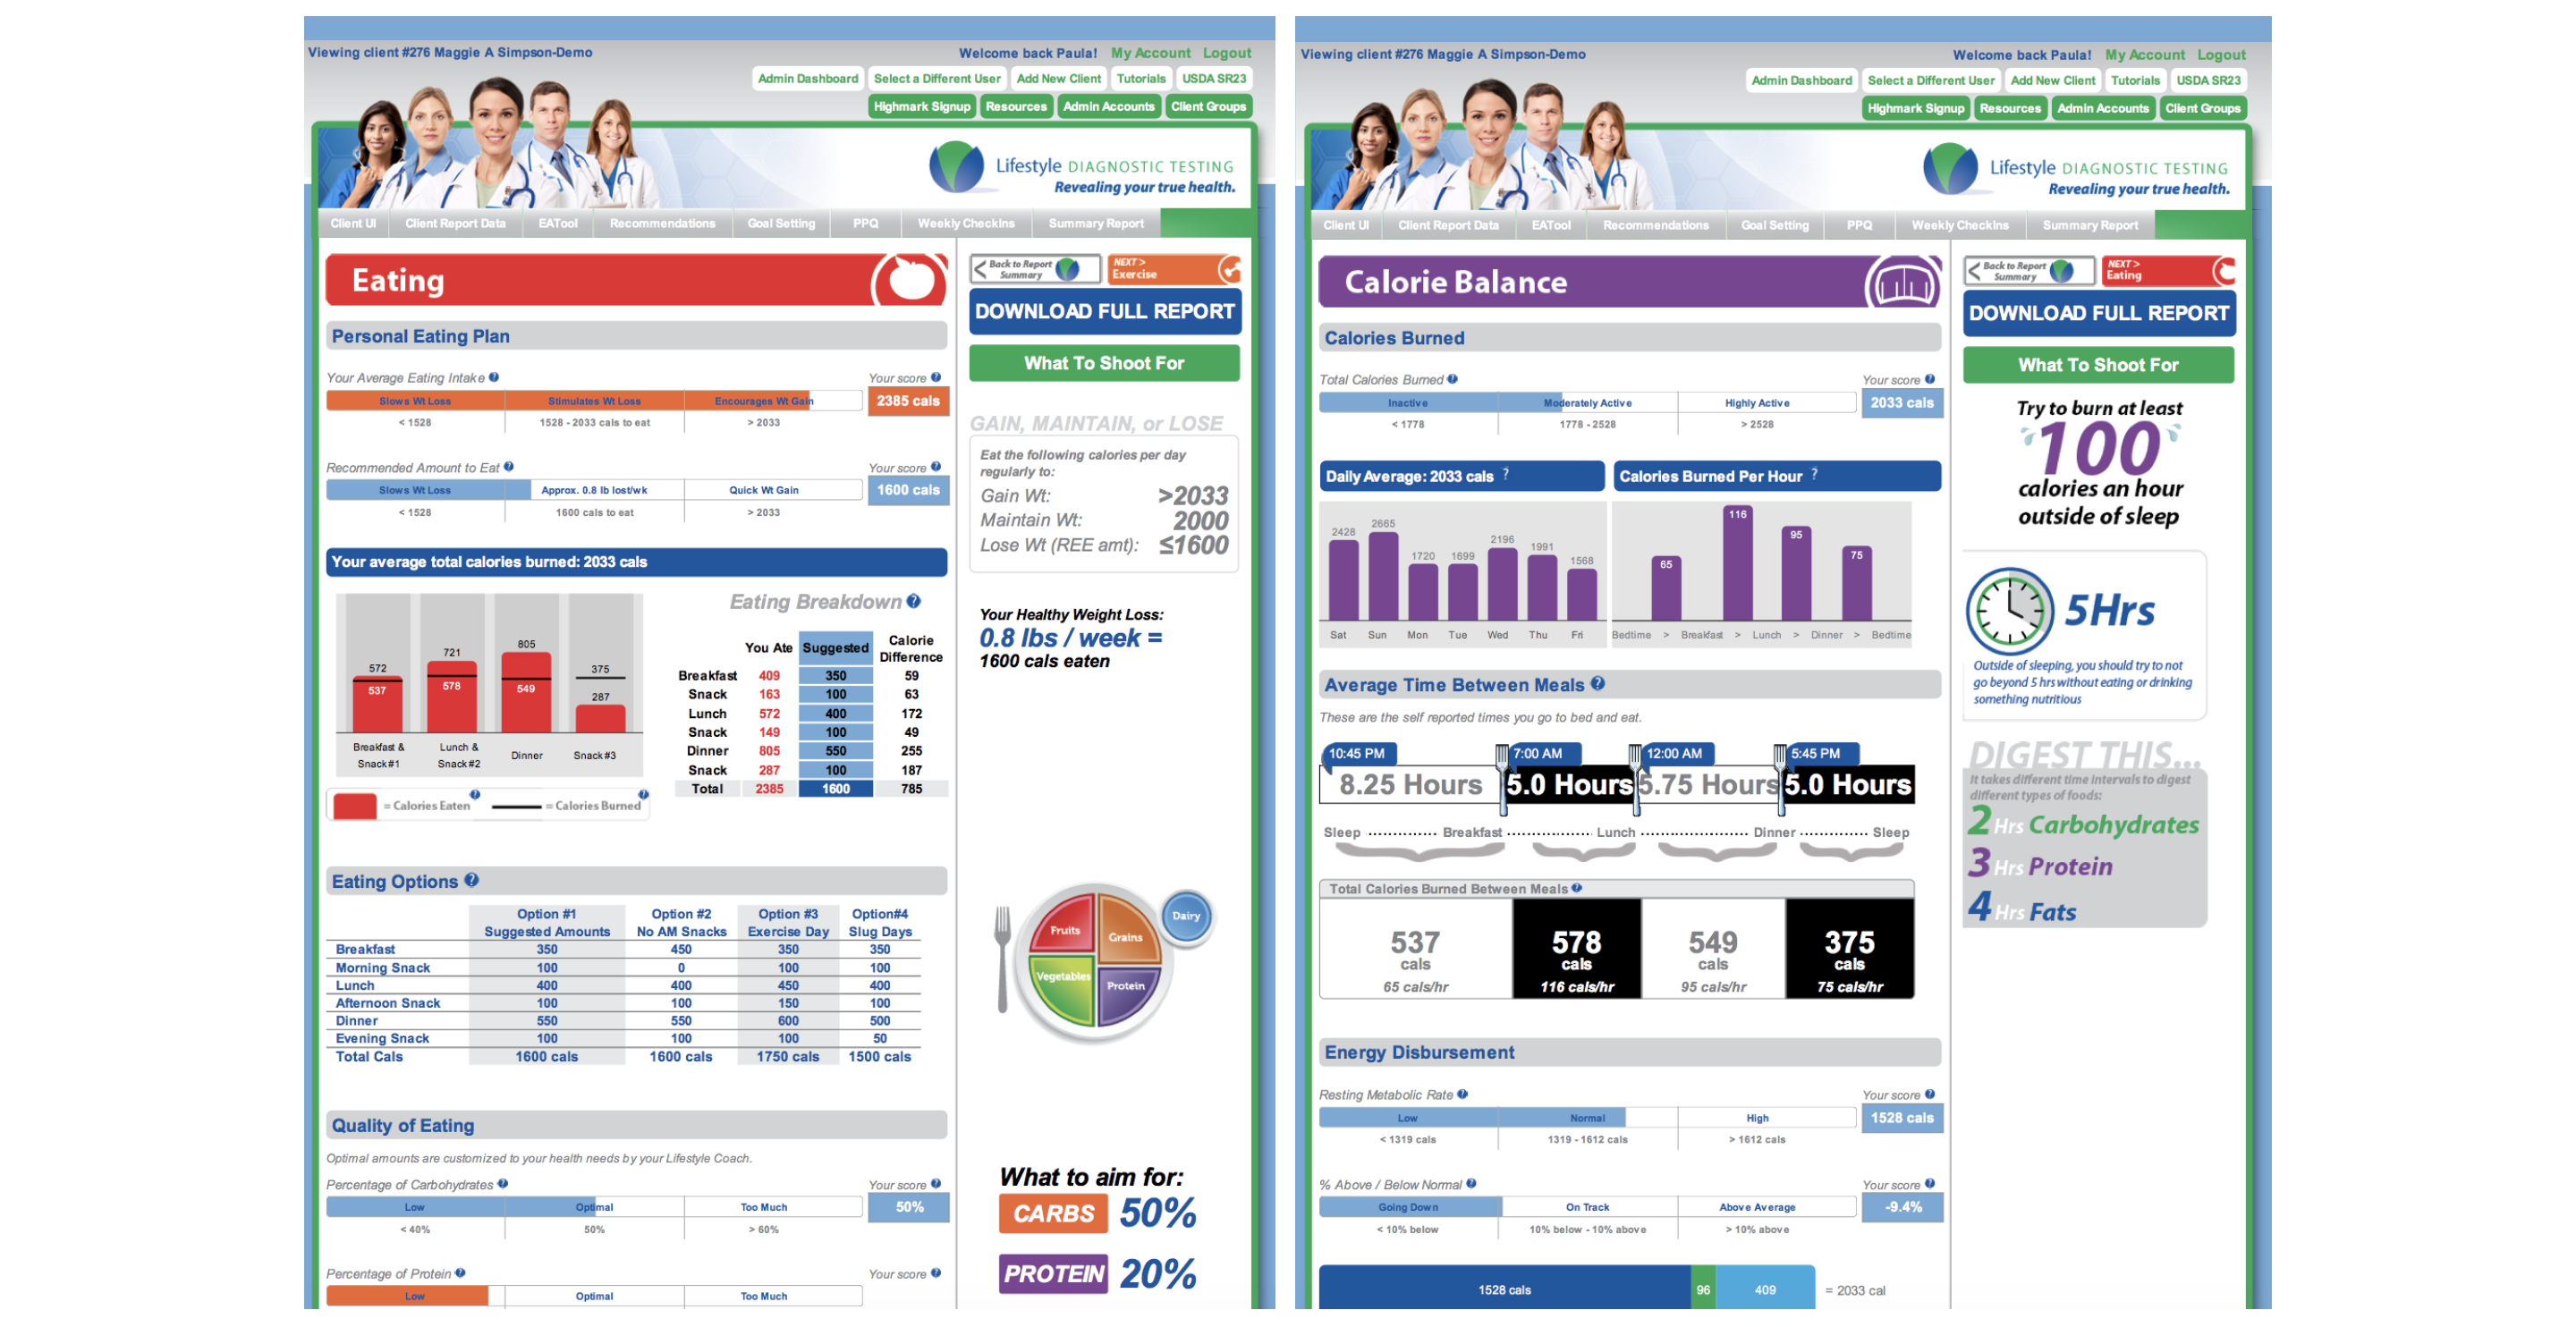 Viewing client #276 Maggie A Simpson-Demo
Welcome back Paula! My Account Logout
Admin Dashboard Select a Different User Add New Client Tutorials USDA SR23
Highmark Signup Resources Admin Accounts Client Groups
Lifestyle DIAGNOSTIC TESTING
Revealing your true health.
Client UI Client Report Data EATool Recommendations Goal Setting PPQ Weekly CheckIns Summary Report
Eating
Personal Eating Plan
Your Average Eating Intake ? Your score ?
Slows Wt Loss Stimulates Wt Loss Encourages Wt Gain 2385 cals
< 1528 1528 - 2033 cals to eat > 2033
Recommended Amount to Eat ? Your score ?
Slows Wt Loss Approx. 0.8 lb lost/wk Quick Wt Gain 1600 cals
< 1528 1600 cals to eat > 2033
Your average total calories burned: 2033 cals
572 721 805 375
537 578 549 287
Breakfast & Snack#1 Lunch & Snack#2 Dinner Snack#3
= Calories Eaten ? = Calories Burned ?
Eating Breakdown ?
You Ate Suggested Calorie Difference
Breakfast 409 350 59
Snack 163 100 63
Lunch 572 400 172
Snack 149 100 49
Dinner 805 550 255
Snack 287 100 187
Total 2385 1600 785
Eating Options ?
Option #1 Option #2 Option #3 Option#4
Suggested Amounts No AM Snacks Exercise Day Slug Days
Breakfast 350 450 350 350
Morning Snack 100 0 100 100
Lunch 400 400 450 400
Afternoon Snack 100 100 150 100
Dinner 550 550 600 500
Evening Snack 100 100 100 50
Total Cals 1600 cals 1600 cals 1750 cals 1500 cals
Quality of Eating
Optimal amounts are customized to your health needs by your Lifestyle Coach.
Percentage of Carbohydrates ? Your score ?
Low Optimal Too Much 50%
< 40% 50% > 60%
Percentage of Protein ? Your score ?
Low Optimal Too Much
< Back to Report Summary
NEXT >
Exercise
DOWNLOAD FULL REPORT
What To Shoot For
GAIN, MAINTAIN, or LOSE
Eat the following calories per day
regularly to:
Gain Wt: >2033
Maintain Wt: 2000
Lose Wt (REE amt): ≤1600
Your Healthy Weight Loss:
0.8 lbs / week =
1600 cals eaten
Fruits Grains Dairy
Vegetables Protein
What to aim for:
CARBS 50%
PROTEIN 20%
Viewing client #276 Maggie A Simpson-Demo
Welcome back Paula! My Account Logout
Admin Dashboard Select a Different User Add New Client Tutorials USDA SR23
Highmark Signup Resources Admin Accounts Client Groups
Lifestyle DIAGNOSTIC TESTING
Revealing your true health.
Client UI Client Report Data EATool Recommendations Goal Setting PPQ Weekly CheckIns Summary Report
Calorie Balance
Calories Burned
Total Calories Burned ? Your score ?
Inactive Moderately Active Highly Active 2033 cals
< 1778 1778 - 2528 > 2528
Daily Average: 2033 cals ? Calories Burned Per Hour ?
2428 2665 1720 1699 2196 1991 1568
65 116 95 75
Sat Sun Mon Tue Wed Thu Fri
Bedtime > Breakfast > Lunch > Dinner > Bedtime
Average Time Between Meals ?
These are the self reported times you go to bed and eat.
10:45 PM 7:00 AM 12:00 AM 5:45 PM
8.25 Hours 5.0 Hours 5.75 Hours 5.0 Hours
Sleep Breakfast Lunch Dinner Sleep
Total Calories Burned Between Meals ?
537 578 549 375
cals cals cals cals
65 cals/hr 116 cals/hr 95 cals/hr 75 cals/hr
Energy Disbursement
Resting Metabolic Rate ? Your score ?
Low Normal High 1528 cals
< 1319 cals 1319 - 1612 cals > 1612 cals
% Above / Below Normal ? Your score ?
Going Down On Track Above Average -9.4%
< 10% below 10% below - 10% above > 10% above
1528 cals 96 409 = 2033 cal
< Back to Report Summary
NEXT >
Eating
DOWNLOAD FULL REPORT
What To Shoot For
Try to burn at least
100
calories an hour
outside of sleep
5Hrs
Outside of sleeping, you should try to not
go beyond 5 hrs without eating or drinking
something nutritious
DIGEST THIS...
It takes different time intervals to digest
different types of foods:
2 Hrs Carbohydrates
3 Hrs Protein
4 Hrs Fats